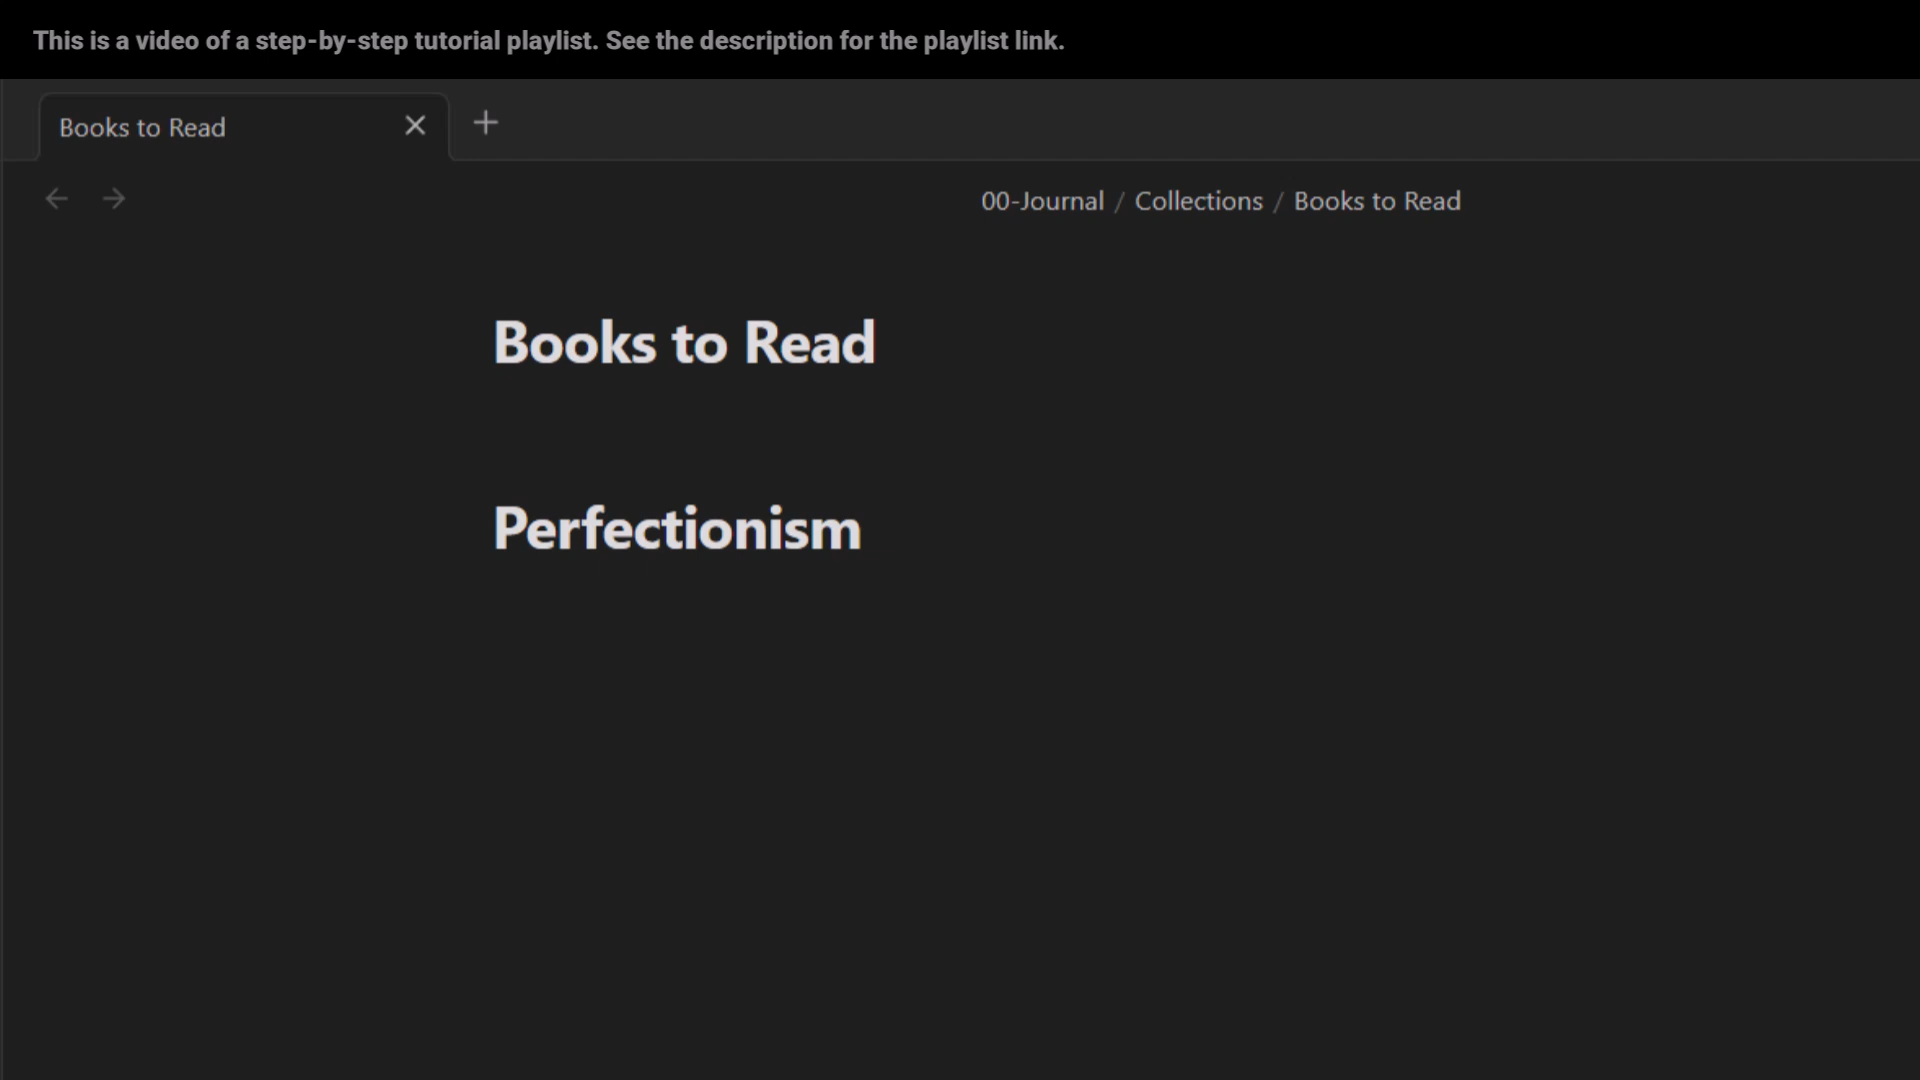 This is a video of a step-by-step tutorial playlist. See the description for the playlist link.
Books to Read
00-Journal / Collections / Books to Read
Books to Read
Perfectionism